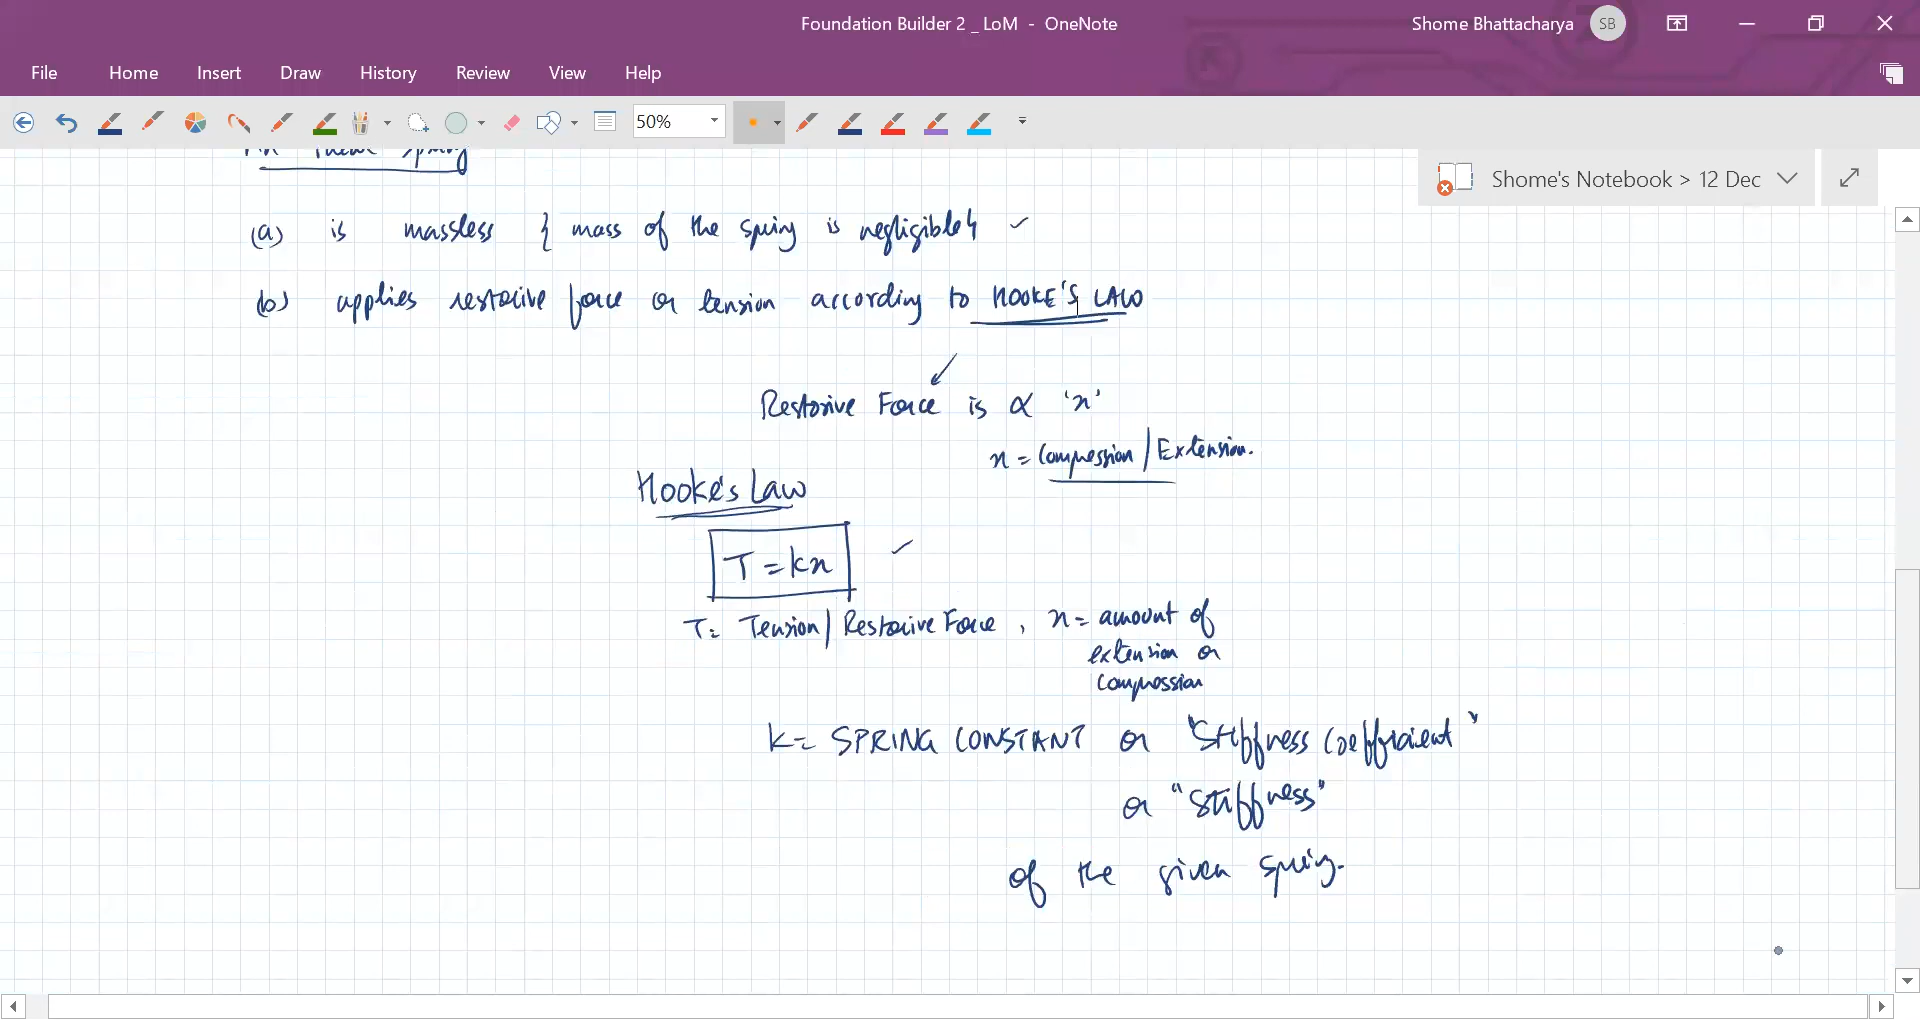 Foundation Builder 2 _ LoM - OneNote
Shome Bhattacharya SB
File Home Insert Draw History Review View Help
50%
Shome's Notebook > 12 Dec
(a) is massless { mass of the spring is negligible}
(b) applies restorive force or tension according to HOOKE'S LAW
Restorive Force is ∝ 'x'
x = Compression / Extension.
Hooke's Law
T = kx
T = Tension / Restorive Force , x = amount of
extension or
compression
k = SPRING CONSTANT or "Stiffness Coefficient"
or "Stiffness"
of the given spring.